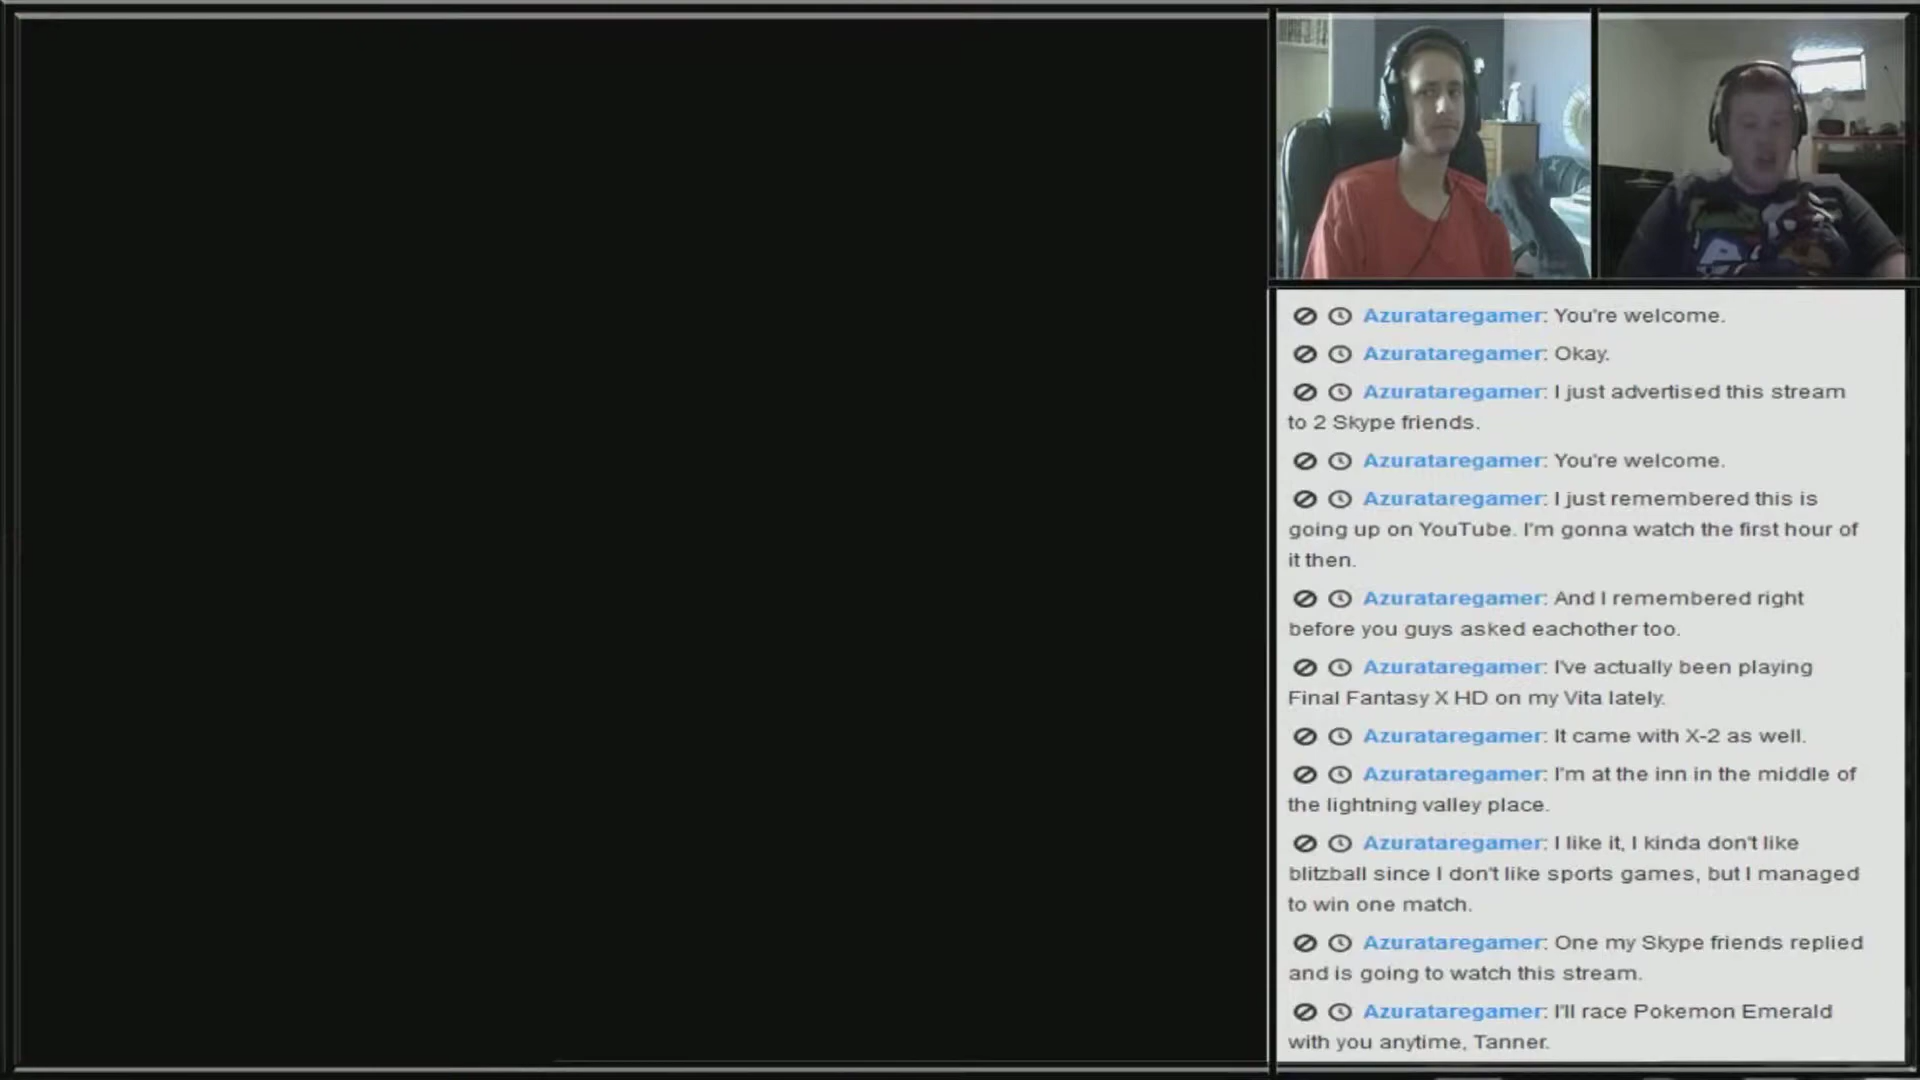 Azurataregamer: You're welcome.
Azurataregamer: Okay.
Azurataregamer: I just advertised this stream
to 2 Skype friends.
Azurataregamer: You're welcome.
Azurataregamer: I just remembered this is
going up on YouTube. I'm gonna watch the first hour of
it then.
Azurataregamer: And I remembered right
before you guys asked eachother too.
Azurataregamer: I've actually been playing
Final Fantasy X HD on my Vita lately.
Azurataregamer: It came with X-2 as well.
Azurataregamer: I'm at the inn in the middle of
the lightning valley place.
Azurataregamer: I like it, I kinda don't like
blitzball since I don't like sports games, but I managed
to win one match.
Azurataregamer: One my Skype friends replied
and is going to watch this stream.
Azurataregamer: I'll race Pokemon Emerald
with you anytime, Tanner.